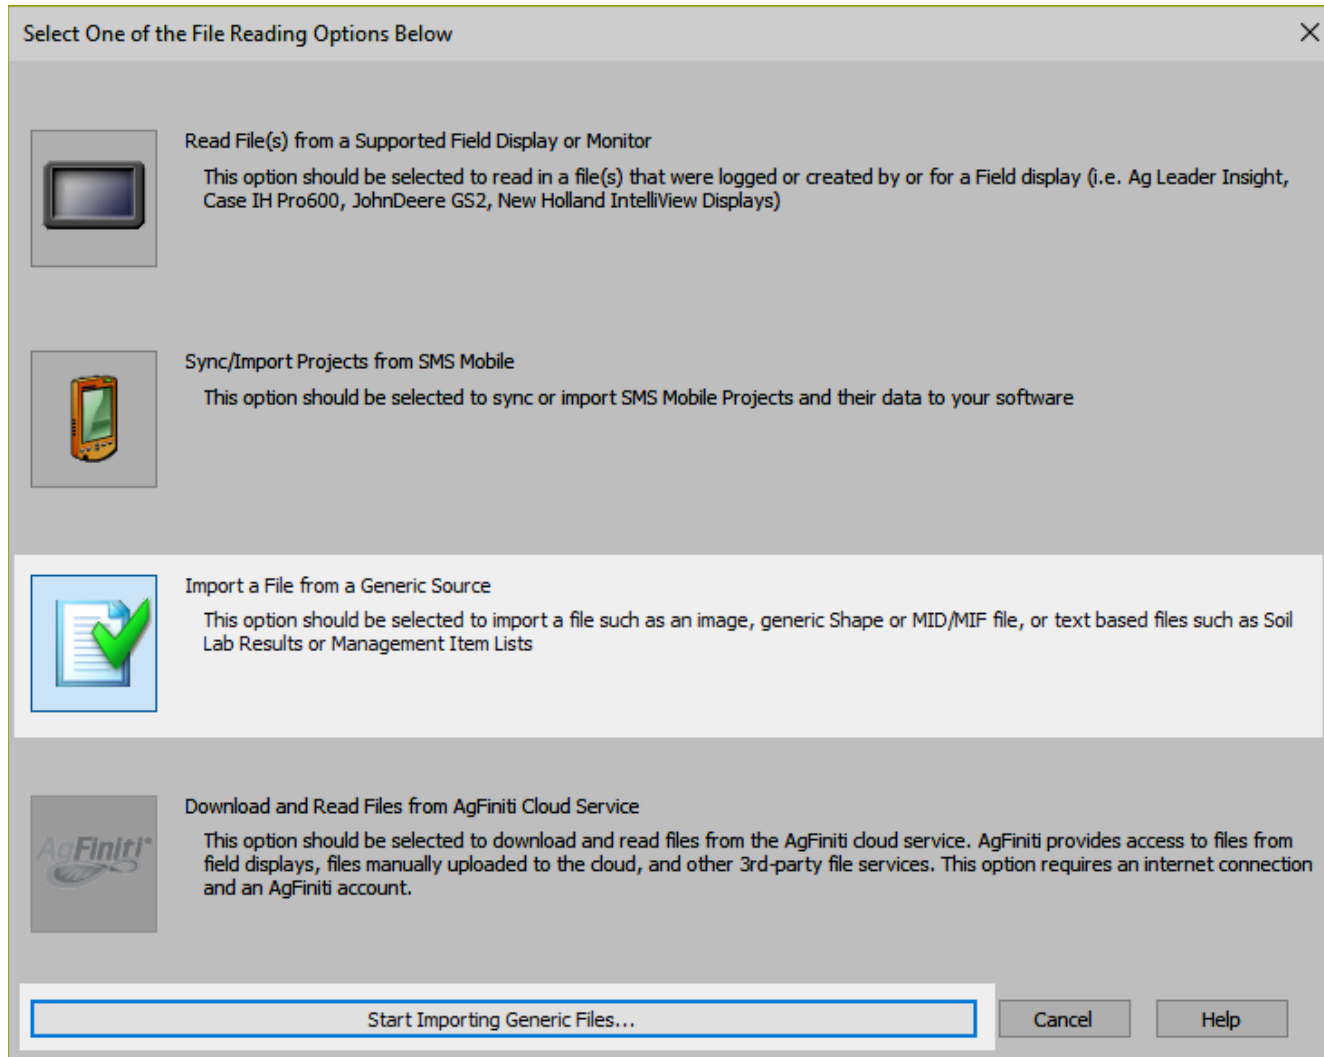 Select One of the File Reading Options Below
Read File(s) from a Supported Field Display or Monitor
This option should be selected to read in a file(s) that were logged or created by or for a Field display (i.e. Ag Leader Insight,
Case IH Pro600, JohnDeere GS2, New Holland IntelliView Displays)
Sync/Import Projects from SMS Mobile
This option should be selected to sync or import SMS Mobile Projects and their data to your software
Import a File from a Generic Source
This option should be selected to import a file such as an image, generic Shape or MID/MIF file, or text based files such as Soil
Lab Results or Management Item Lists
Download and Read Files from AgFiniti Cloud Service
AgFiniti®
This option should be selected to download and read files from the AgFiniti cloud service. AgFiniti provides access to files from
field displays, files manually uploaded to the cloud, and other 3rd-party file services. This option requires an internet connection
and an AgFiniti account.
Start Importing Generic Files...
Cancel
Help